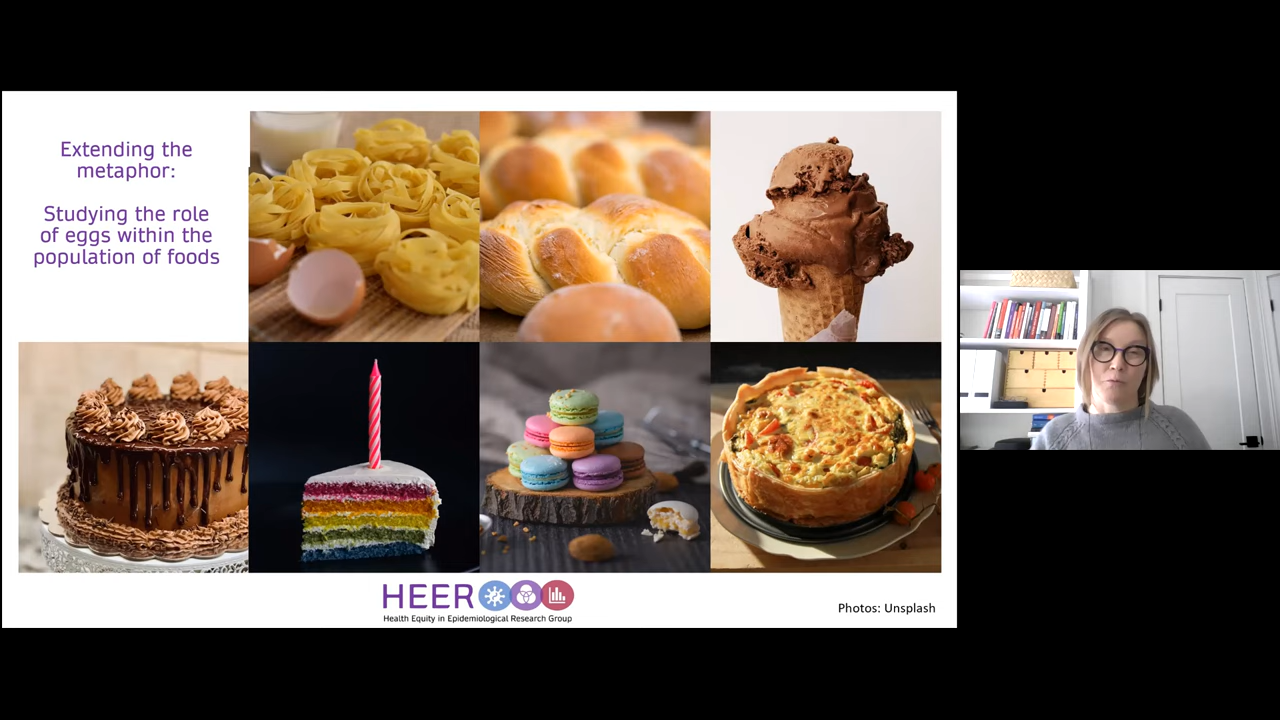 Extending the
metaphor:
Studying the role
of eggs within the
population of foods
HEER
Health Equity in Epidemiological Research Group
Photos: Unsplash